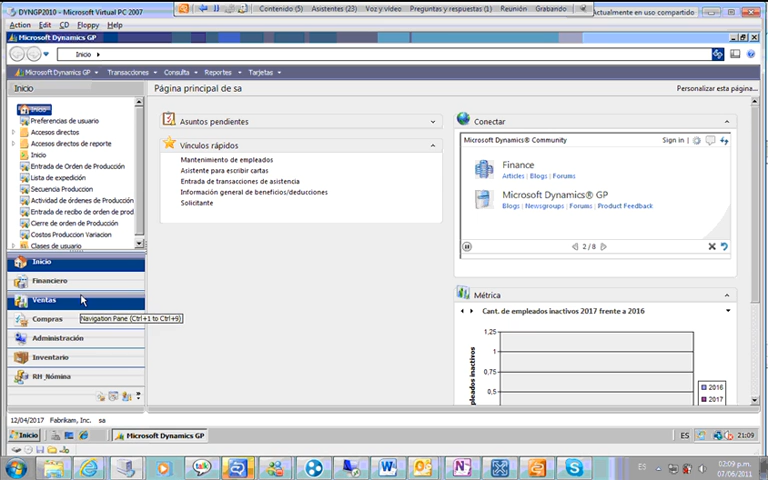 DYNGP2010 - Microsoft Virtual PC 2007
Contenido (5) Asistentes (23) Voz y video Preguntas y respuestas (1) Reunión Grabando
Actualmente en uso compartido
Action Edit CD Floppy Help
Microsoft Dynamics GP
Inicio
Microsoft Dynamics GP Transacciones Consulta Reportes Tarjetas
Inicio
Página principal de sa
Personalizar esta página...
Inicio
Preferencias de usuario
Accesos directos
Accesos directos de reporte
Inicio
Entrada de Orden de Producción
Lista de expedición
Secuencia Produccion
Actividad de órdenes de Producción
Entrada de recibo de orden de prod
Cierre de orden de Producción
Costos Produccion Variacion
Clases de usuario
Inicio
Financiero
Ventas
Compras
Navigation Pane (Ctrl+1 to Ctrl+9)
Administración
Inventario
RH_Nómina
Asuntos pendientes
Vínculos rápidos
Mantenimiento de empleados
Asistente para escribir cartas
Entrada de transacciones de asistencia
Información general de beneficios/deducciones
Solicitante
Conectar
Microsoft Dynamics® Community
Sign in
Finance
Articles | Blogs | Forums
Microsoft Dynamics® GP
Blogs | Newsgroups | Forums | Product Feedback
2 / 8
Métrica
Cant. de empleados inactivos 2017 frente a 2016
1,25
1
0,75
0,5
pleados inactivos
2016
2017
12/04/2017 Fabrikam, Inc. sa
Inicio
Microsoft Dynamics GP
ES
21:09
ES
02:09 p.m.
07/06/2011